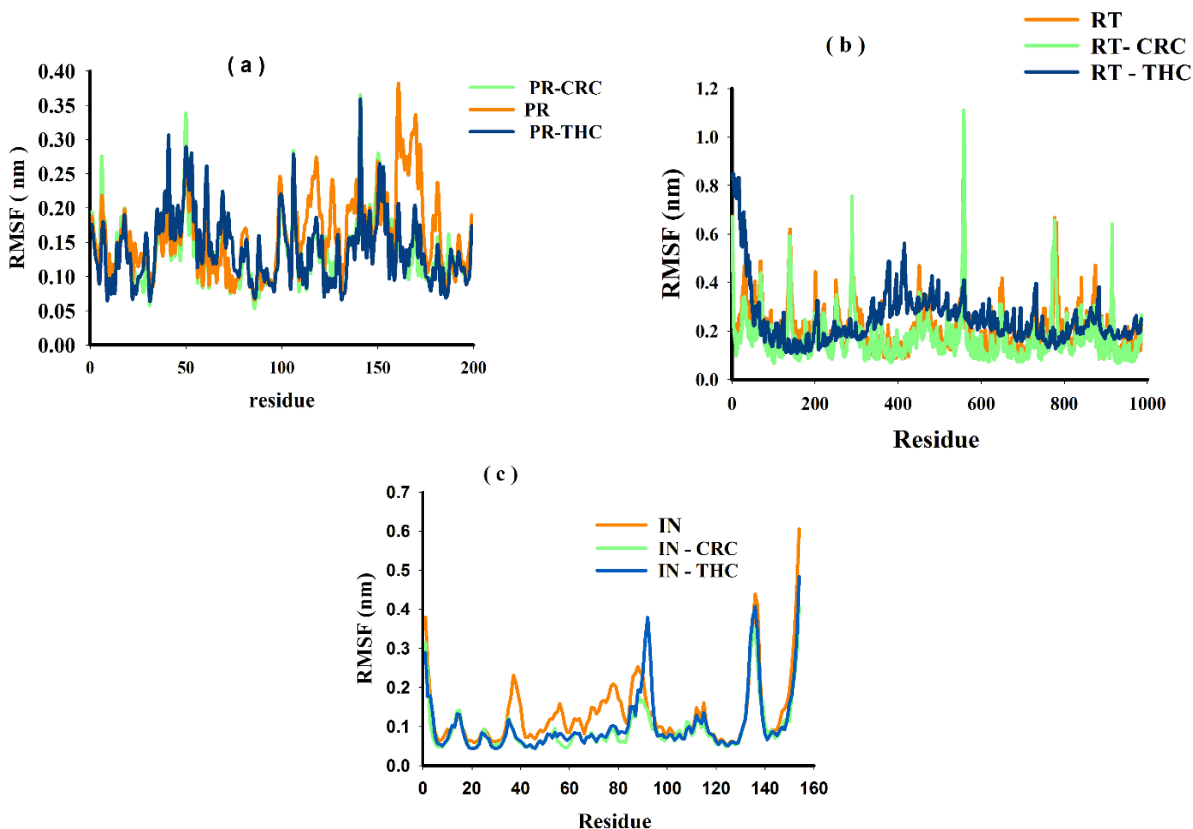 ( a )
PR-CRC
PR
PR-THC
RMSF ( nm )
0.40
0.35
0.30
0.25
0.20
0.15
0.10
0.05
0.00
0 50 100 150 200
residue
( b )
RT
RT- CRC
RT - THC
RMSF (nm)
1.2
1.0
0.8
0.6
0.4
0.2
0.0
0 200 400 600 800 1000
Residue
( c )
IN
IN - CRC
IN - THC
RMSF (nm)
0.7
0.6
0.5
0.4
0.3
0.2
0.1
0.0
0 20 40 60 80 100 120 140 160
Residue